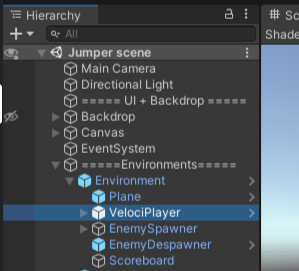 Hierarchy
Sc
All
Shade
Jumper scene
Main Camera
Directional Light
===== UI + Backdrop =====
Backdrop
Canvas
EventSystem
=====Environments=====
Environment
Plane
VelociPlayer
EnemySpawner
EnemyDespawner
Scoreboard